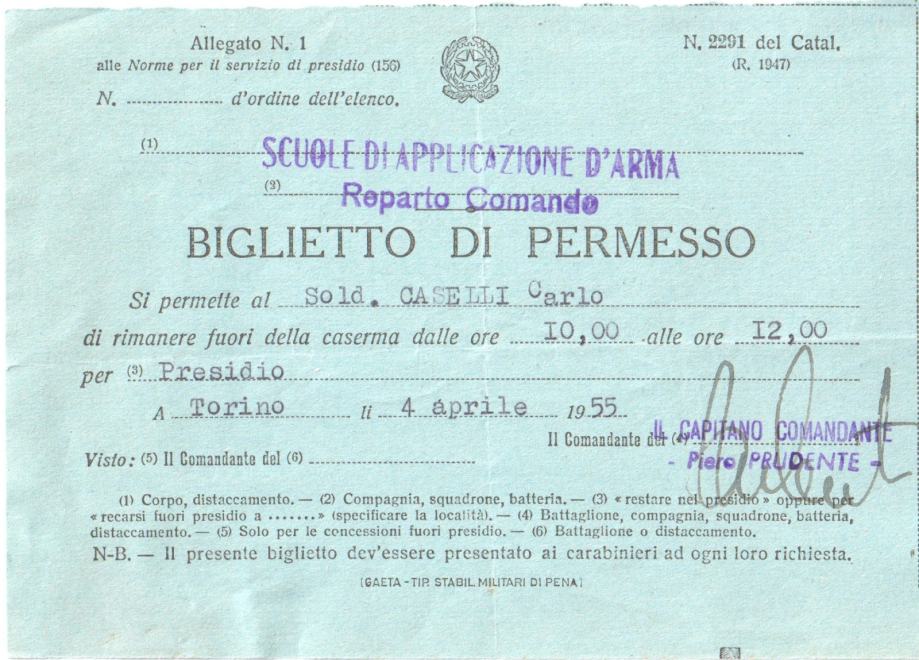 Allegato N. 1
alle Norme per il servizio di presidio (156)
N. 2291 del Catal.
(R. 1947)
N. .................... d'ordine dell'elenco.
(1) SCUOLE DI APPLICAZIONE D'ARMA
(2) Reparto Comando
BIGLIETTO DI PERMESSO
Si permette al Sold. CASELLI Carlo
di rimanere fuori della caserma dalle ore 10,00 alle ore 12,00
per (3) Presidio
A Torino li 4 aprile 1955
Il Comandante del (4) IL CAPITANO COMANDANTE
Visto: (5) Il Comandante del (6) ....................
- Piero PRUDENTE -
(1) Corpo, distaccamento. — (2) Compagnia, squadrone, batteria. — (3) « restare nel presidio » oppure per
« recarsi fuori presidio a ....... » (specificare la località). — (4) Battaglione, compagnia, squadrone, batteria,
distaccamento. — (5) Solo per le concessioni fuori presidio. — (6) Battaglione o distaccamento.
N-B. — Il presente biglietto dev'essere presentato ai carabinieri ad ogni loro richiesta.
(GAETA - TIP. STABIL. MILITARI DI PENA)